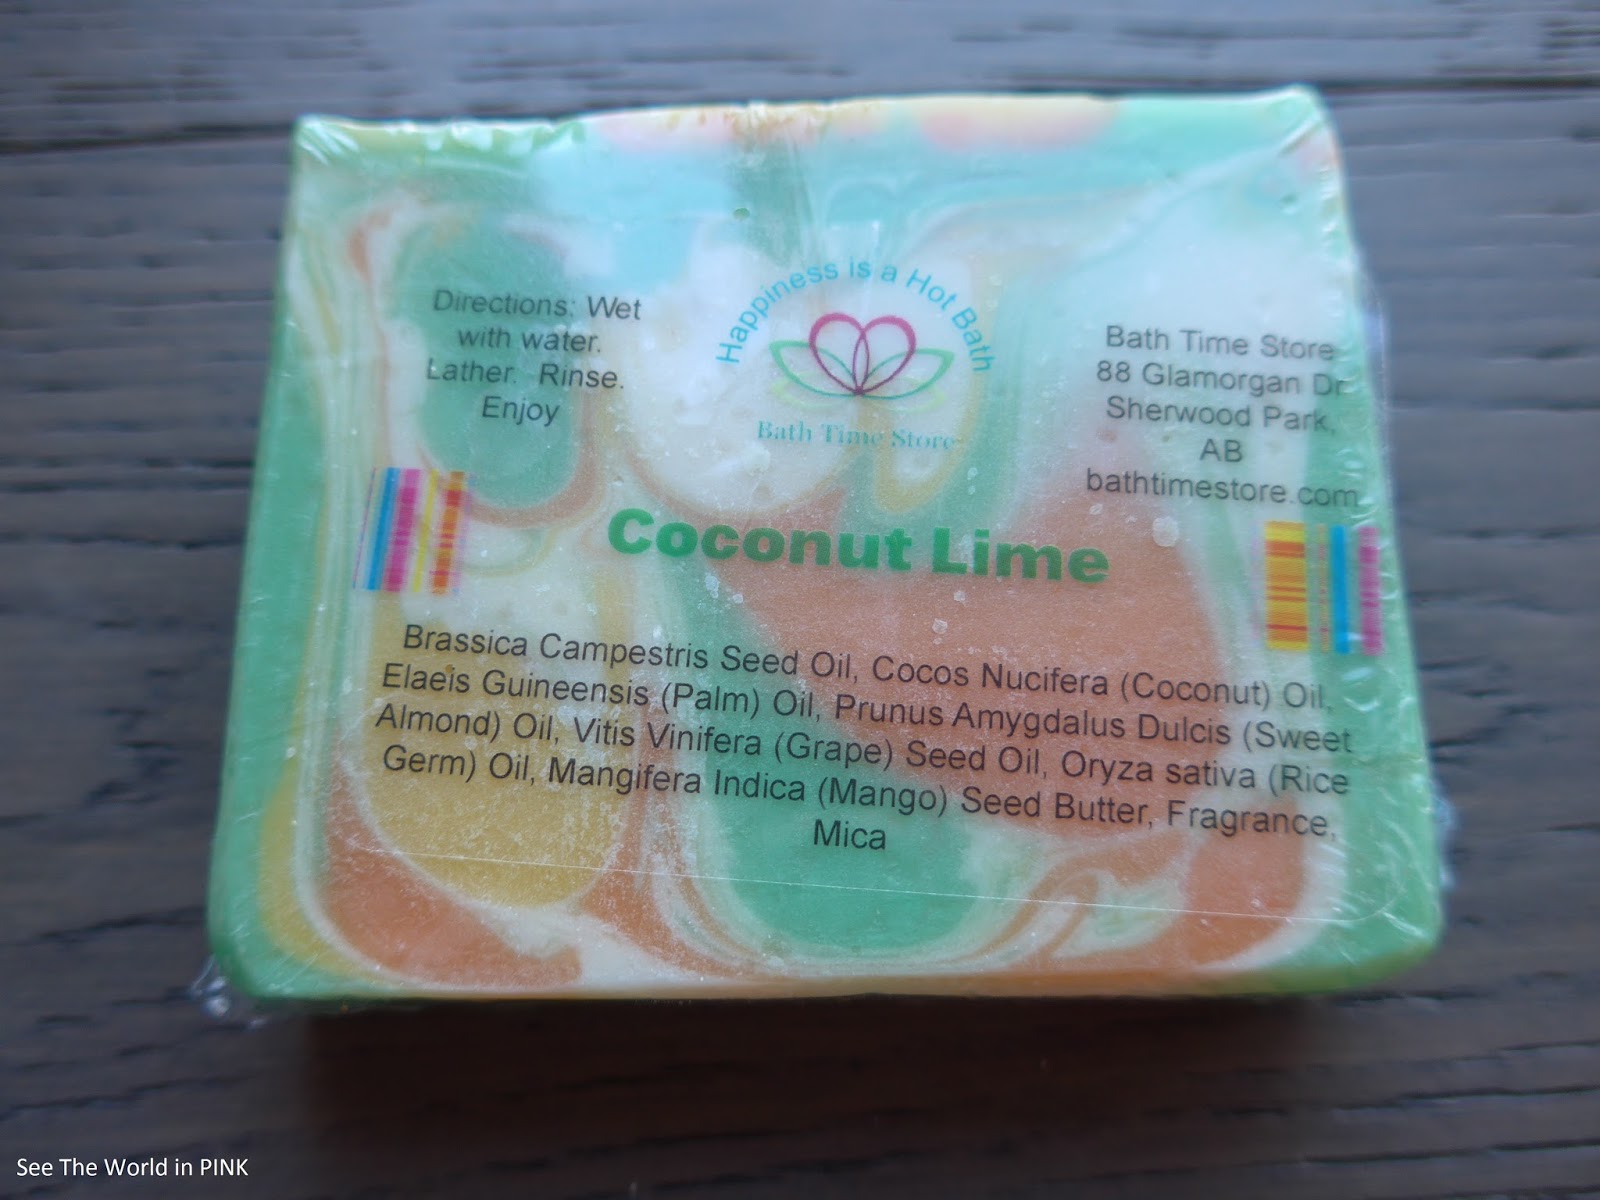 Directions: Wet
with water.
Lather. Rinse.
Enjoy
Happiness is a Hot Bath
Bath Time Store
Bath Time Store
88 Glamorgan Dr
Sherwood Park,
AB
bathtimestore.com
Coconut Lime
Brassica Campestris Seed Oil, Cocos Nucifera (Coconut) Oil,
Elaeis Guineensis (Palm) Oil, Prunus Amygdalus Dulcis (Sweet
Almond) Oil, Vitis Vinifera (Grape) Seed Oil, Oryza sativa (Rice
Germ) Oil, Mangifera Indica (Mango) Seed Butter, Fragrance,
Mica
See The World in PINK